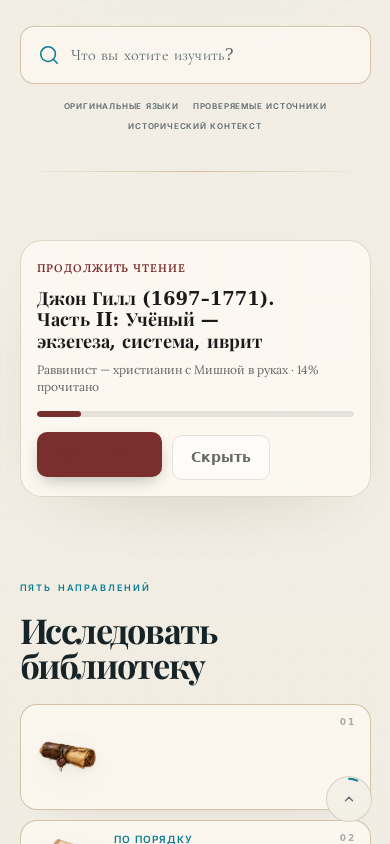 Что вы хотите изучить?
ОРИГИНАЛЬНЫЕ ЯЗЫКИ ПРОВЕРЯЕМЫЕ ИСТОЧНИКИ
ИСТОРИЧЕСКИЙ КОНТЕКСТ
ПРОДОЛЖИТЬ ЧТЕНИЕ
Джон Гилл (1697–1771).
Часть II: Учёный —
экзегеза, система, иврит
Раввинист — христианин с Мишной в руках · 14%
прочитано
Скрыть
ПЯТЬ НАПРАВЛЕНИЙ
Исследовать
библиотеку
01
ПО ПОРЯДКУ
02